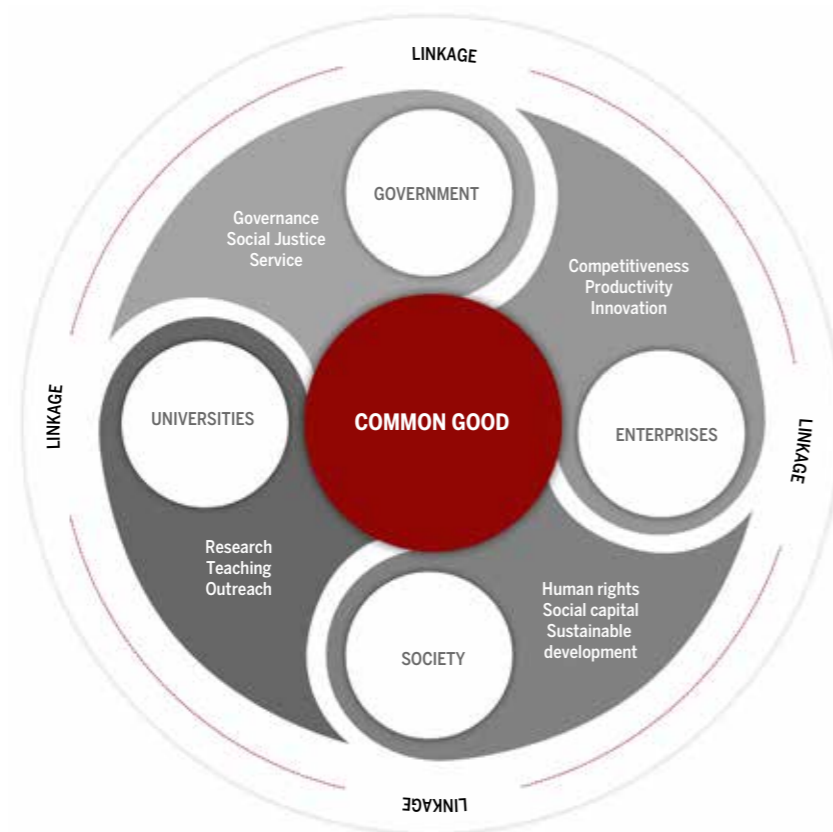 LINKAGE
GOVERNMENT
Governance
Social Justice
Service
Competitiveness
Productivity
Innovation
LINKAGE
UNIVERSITIES
COMMON GOOD
ENTERPRISES
LINKAGE
Research
Teaching
Outreach
Human rights
Social capital
Sustainable
development
SOCIETY
LINKAGE